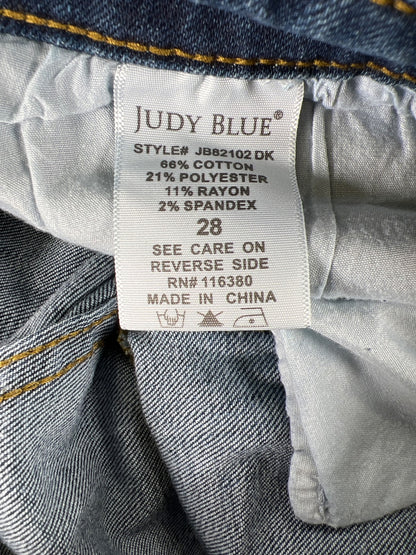 JUDY BLUE®
STYLE# JB82102 DK
66% COTTON
21% POLYESTER
11% RAYON
2% SPANDEX
28
SEE CARE ON
REVERSE SIDE
RN# 116380
MADE IN CHINA